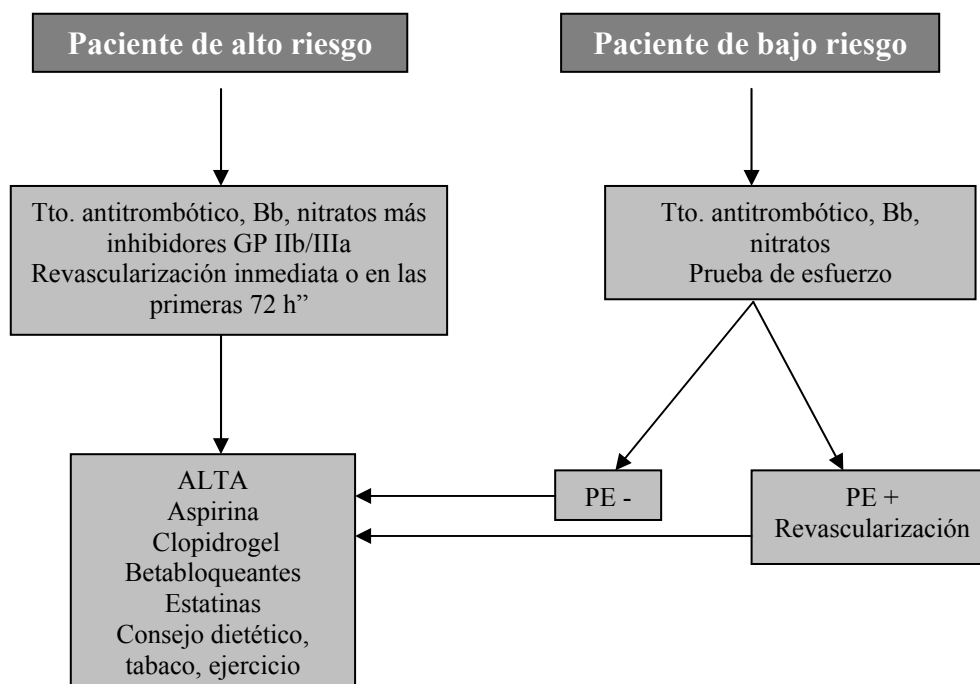 Paciente de alto riesgo
Paciente de bajo riesgo
Tto. antitrombótico, Bb, nitratos más
inhibidores GP IIb/IIIa
Revascularización inmediata o en las
primeras 72 h”
Tto. antitrombótico, Bb,
nitratos
Prueba de esfuerzo
ALTA
Aspirina
Clopidrogel
Betabloqueantes
Estatinas
Consejo dietético,
tabaco, ejercicio
PE -
PE +
Revascularización